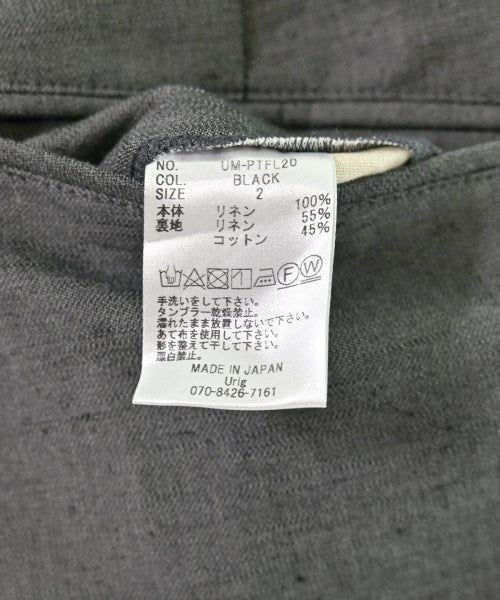 NO. UM-PTFL20
COL. BLACK
SIZE 2
本体 リネン 100%
裏地 リネン 55%
コットン 45%
手洗いをして下さい。
タンブラー乾燥禁止。
濡れたまま放置しないで下さい。
あて布を使用して下さい。
形を整えて干して下さい。
漂白禁止。
MADE IN JAPAN
Urig
070-8426-7161